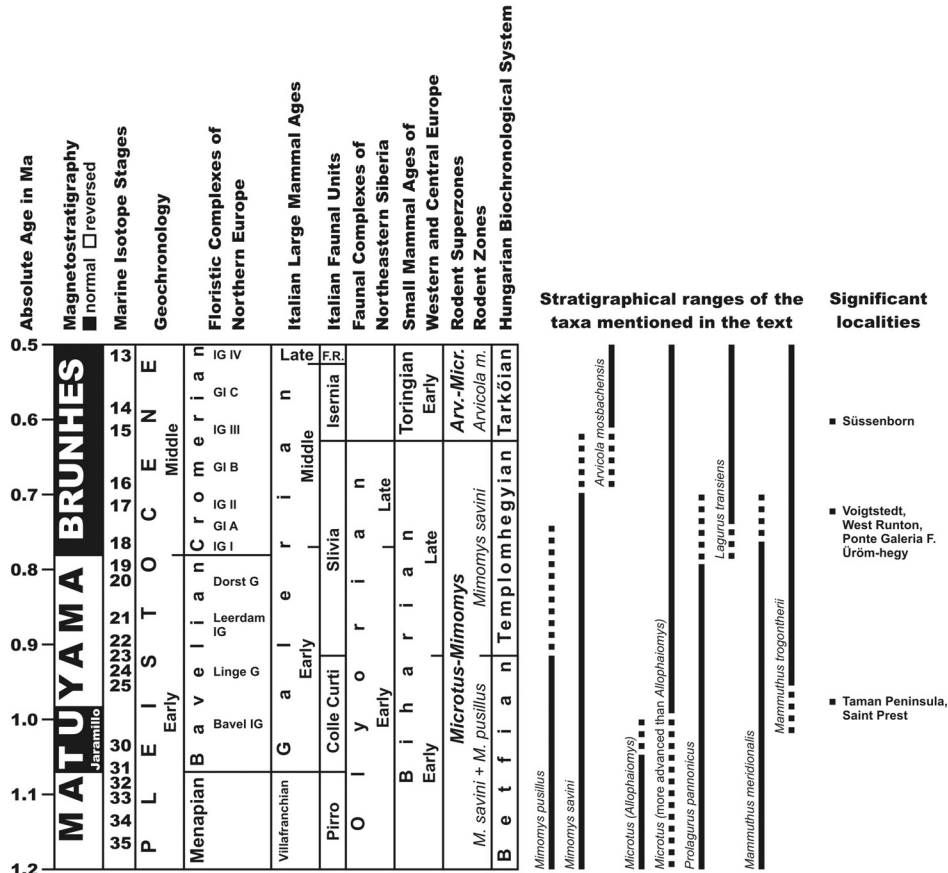 Absolute Age in Ma
Magnetostratigraphy
normal reversed
Marine Isotope Stages
Geochronology
Floristic Complexes of
Northern Europe
Italian Large Mammal Ages
Italian Faunal Units
Faunal Complexes of
Northeastern Siberia
Small Mammal Ages of
Western and Central Europe
Rodent Superzones
Rodent Zones
Hungarian Biochronological System
Stratigraphical ranges of the
taxa mentioned in the text
Significant
localities
0.5
0.6
0.7
0.8
0.9
1.0
1.1
1.2
BRUNHES
MATUYAMA
Jaramillo
13
14
15
16
17
18
19
20
21
22
23
24
25
30
31
32
33
34
35
PLEISTOCENE
Middle
Early
Cromerian
Bavelian
Menapian
IG IV
GI C
IG III
GI B
IG II
GI A
IG I
Dorst G
Leerdam
IG
Linge G
Bavel IG
Galerian
Late
Middle
Early
Villafranchian
F.R.
Isernia
Slivia
Colle Curti
Pirro
Olyorian
Late
Early
Toringian
Early
Biharian
Late
Early
Arv.-Micr.
Microtus-Mimomys
Arvicola m.
Mimomys savini
M. savini + M. pusillus
Tarkóian
Templomhegyian
Betfian
Mimomys pusillus
Mimomys savini
Arvicola mosbachensis
Microtus (Allophaiomys)
Microtus (more advanced than Allophaiomys)
Prolagurus pannonicus
Lagurus transiens
Mammuthus meridionalis
Mammuthus trogontherii
Süssenborn
Voigtstedt,
West Runton,
Ponte Galeria F.
Üröm-hegy
Taman Peninsula,
Saint Prest